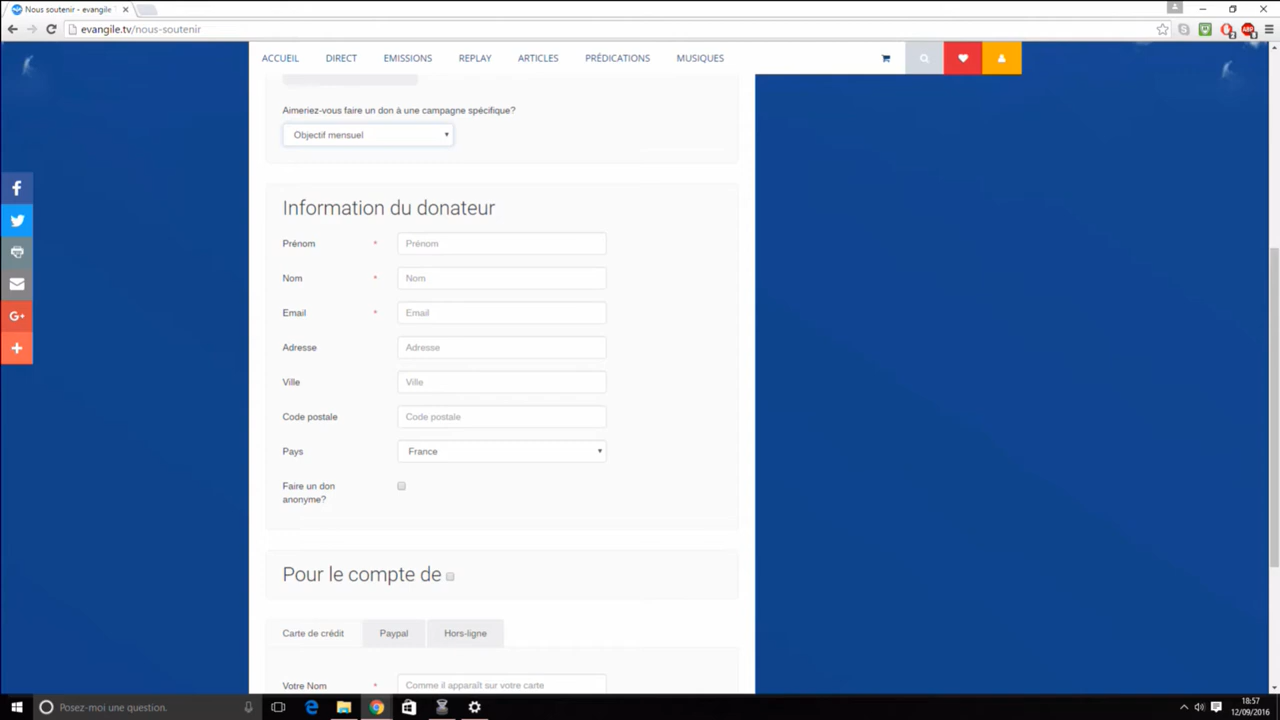 Nous soutenir - evangile
evangile.tv/nous-soutenir
ACCUEIL DIRECT EMISSIONS REPLAY ARTICLES PRÉDICATIONS MUSIQUES
Aimeriez-vous faire un don à une campagne spécifique?
Objectif mensuel
Information du donateur
Prénom * Prénom
Nom * Nom
Email * Email
Adresse Adresse
Ville Ville
Code postale Code postale
Pays France
Faire un don
anonyme?
Pour le compte de
Carte de crédit Paypal Hors-ligne
Votre Nom * Comme il apparaît sur votre carte
Posez-moi une question.
18:57
12/09/2016